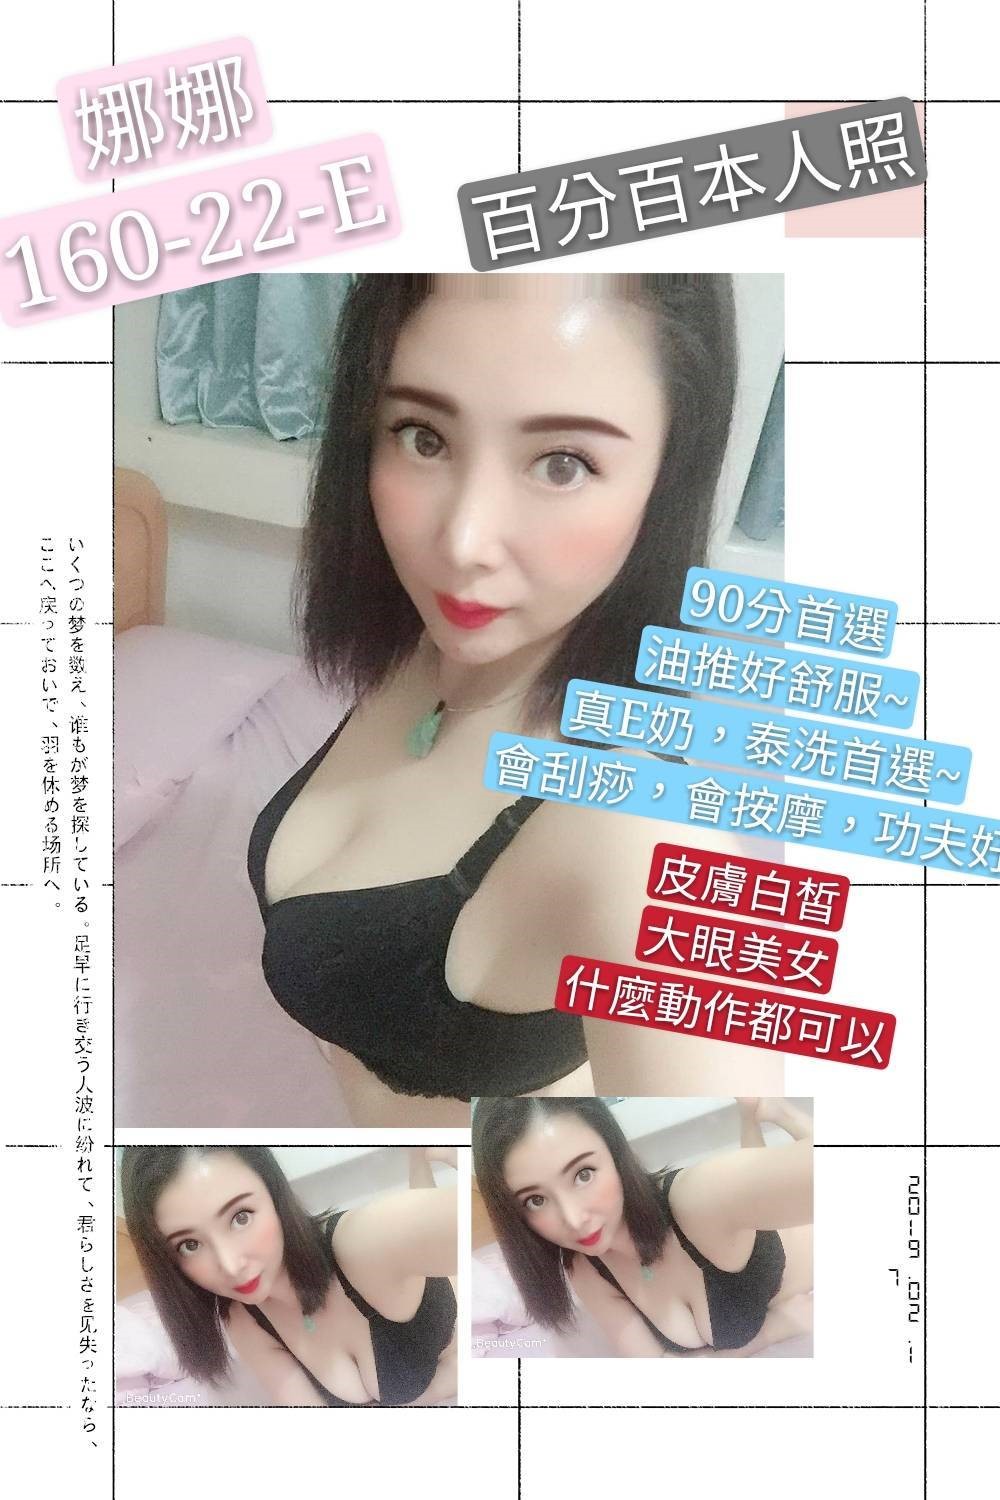 娜娜
160-22-E
百分百本人照
90分首選
油推好舒服~
真E奶，泰洗首選~
會刮痧，會按摩，功夫好
皮膚白皙
大眼美女
什麼動作都可以
いくつの梦を数え、谁もが梦を探している。足早に行き交う人波に紛れて、君らしさを见失ったなら、
ここへ戻っておいで、羽を休める场所へ。
BeautyCam
BeautyCam